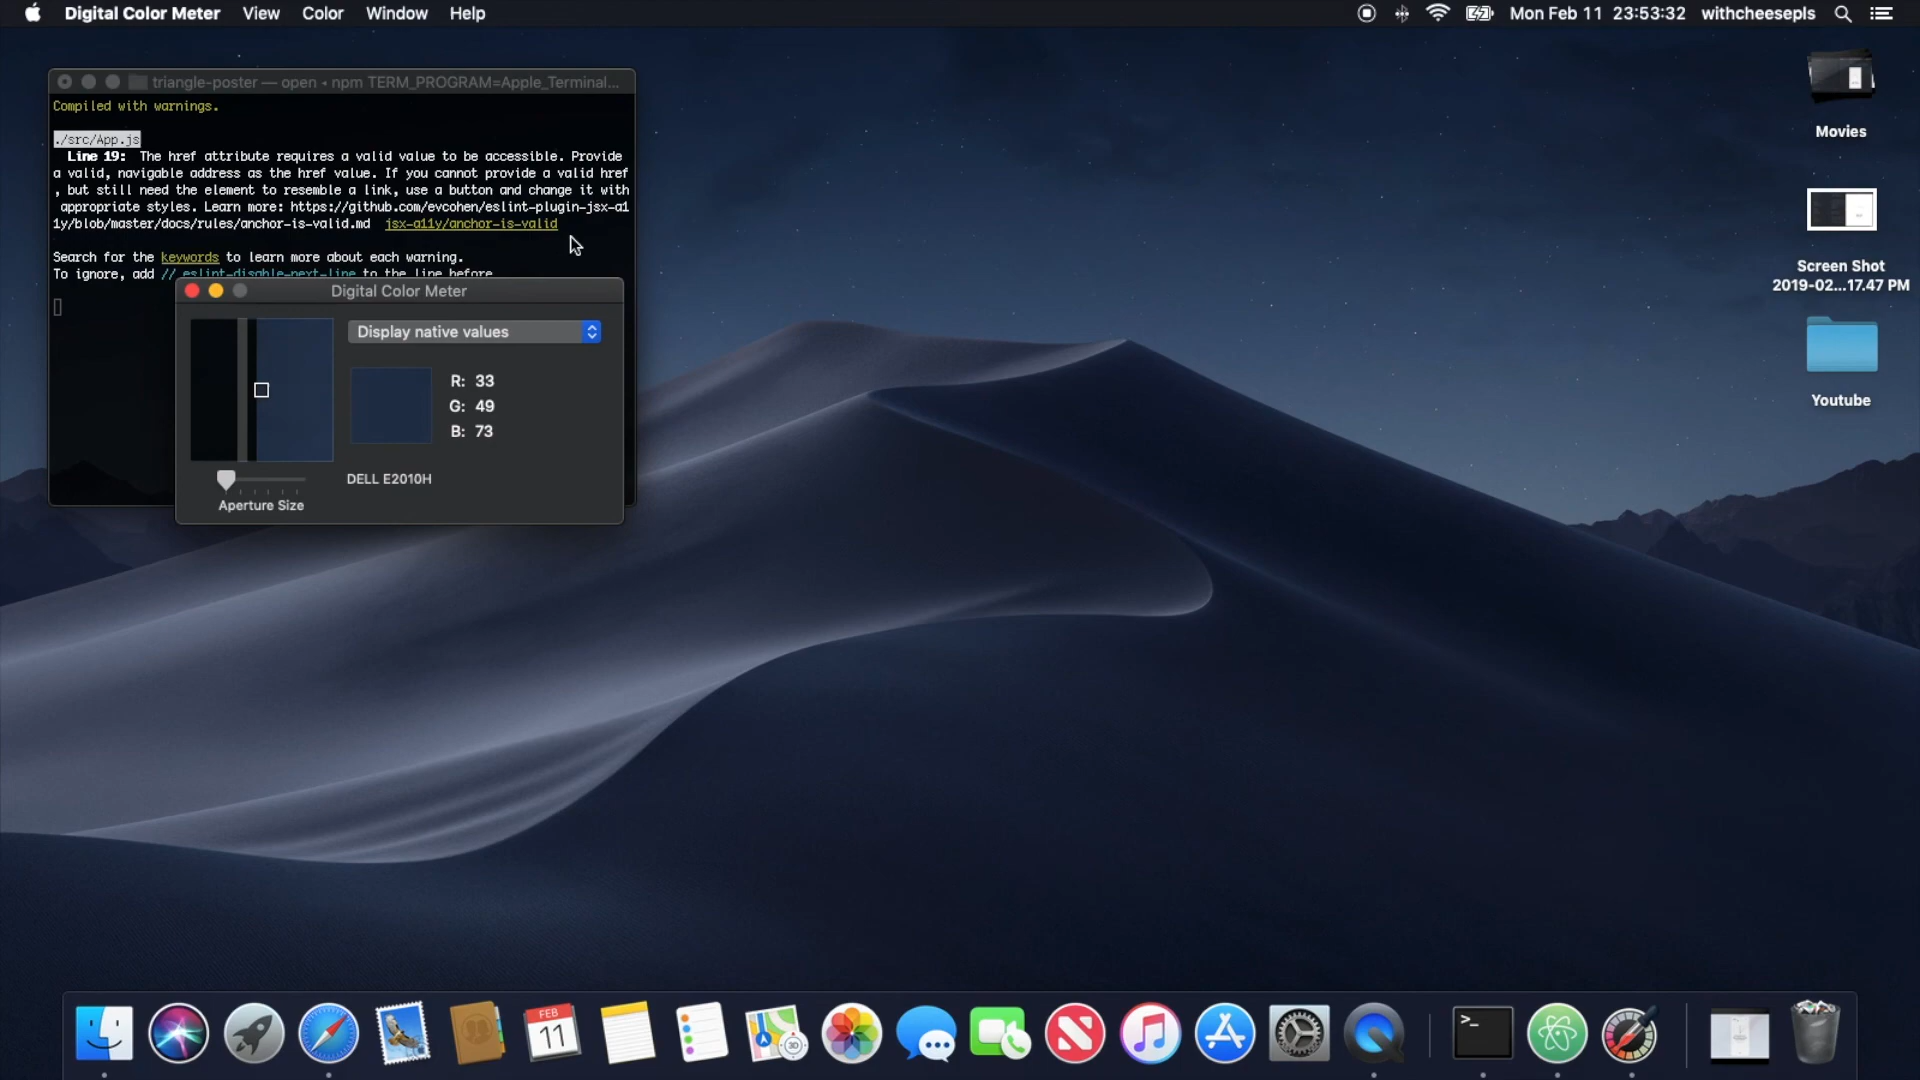 Digital Color Meter View Color Window Help
Mon Feb 11 23:53:32 withcheesepls
triangle-poster — open ◂ npm TERM_PROGRAM=Apple_Terminal...
Compiled with warnings.
./src/App.js
Line 19: The href attribute requires a valid value to be accessible. Provide
a valid, navigable address as the href value. If you cannot provide a valid href
, but still need the element to resemble a link, use a button and change it with
appropriate styles. Learn more: https://github.com/evcohen/eslint-plugin-jsx-a1
1y/blob/master/docs/rules/anchor-is-valid.md jsx-a11y/anchor-is-valid
Search for the keywords to learn more about each warning.
To ignore, add // eslint-disable-next-line to the line before.
Digital Color Meter
Display native values
R: 33
G: 49
B: 73
DELL E2010H
Aperture Size
Movies
Screen Shot
2019-02...17.47 PM
Youtube
FEB
11
30
>_